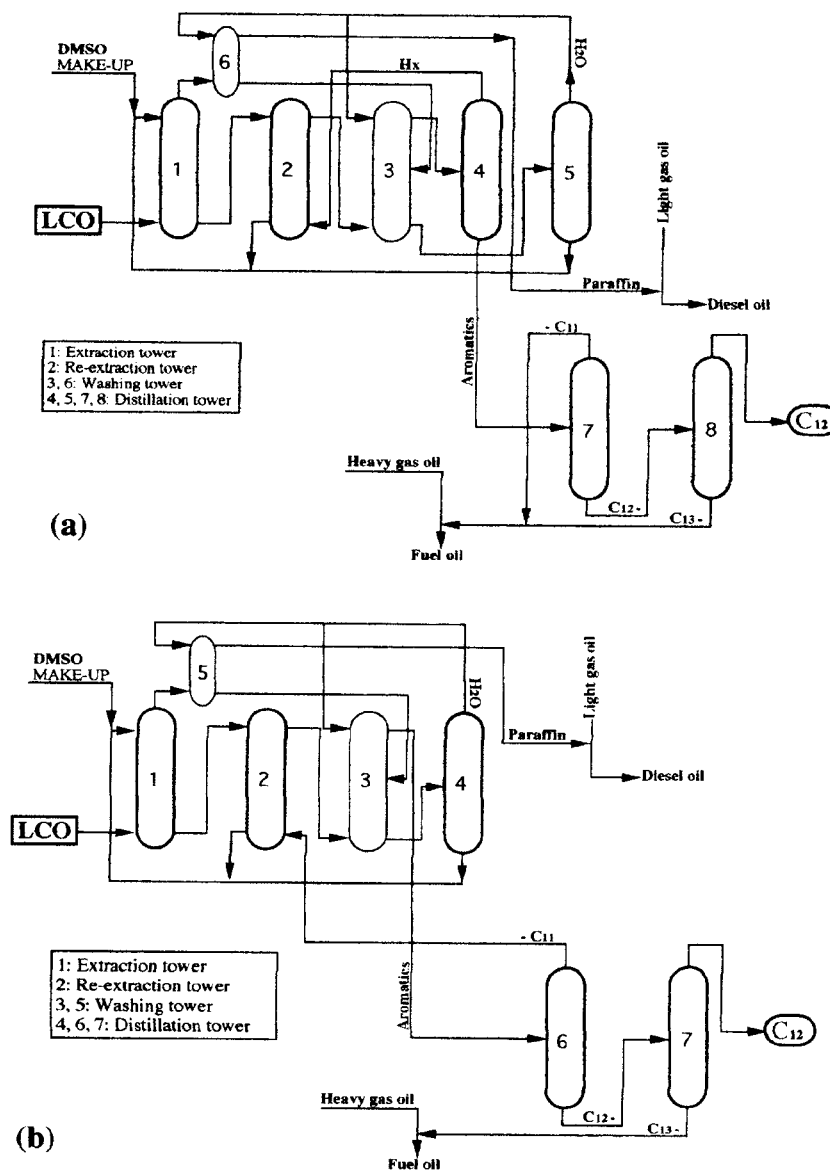 6
H2O
DMSO
MAKE-UP
Hx
1
2
3
4
5
Light gas oil
LCO
Paraffin
Diesel oil
- C11
Aromatics
1: Extraction tower
2: Re-extraction tower
3, 6: Washing tower
4, 5, 7, 8: Distillation tower
7
8
C12
Heavy gas oil
C12 -
C13 -
(a)
Fuel oil
DMSO
MAKE-UP
5
H2O
Light gas oil
Paraffin
Diesel oil
1
2
3
4
LCO
- C11
Aromatics
1: Extraction tower
2: Re-extraction tower
3, 5: Washing tower
4, 6, 7: Distillation tower
6
7
C12
Heavy gas oil
C12 -
C13 -
(b)
Fuel oil